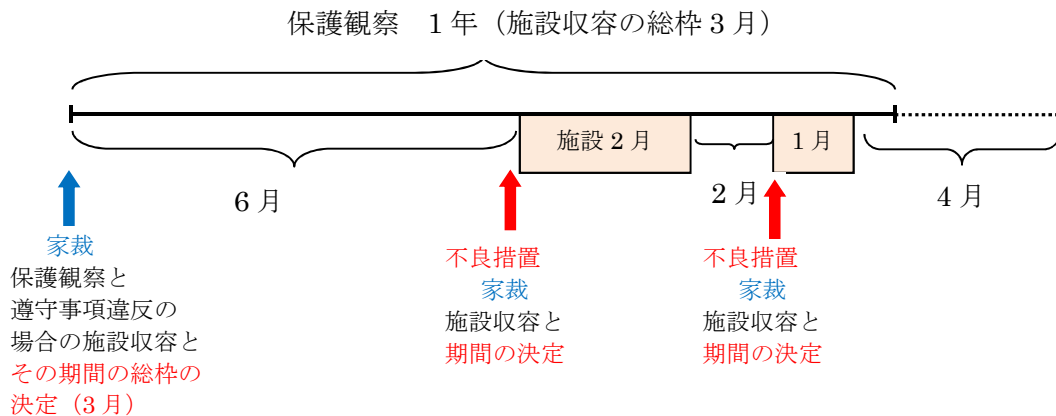 保護観察　1年（施設収容の総枠3月）
施設2月
1月
6月
2月
4月
家裁
保護観察と
遵守事項違反の
場合の施設収容と
その期間の総枠の
決定（3月）
不良措置
家裁
施設収容と
期間の決定
不良措置
家裁
施設収容と
期間の決定